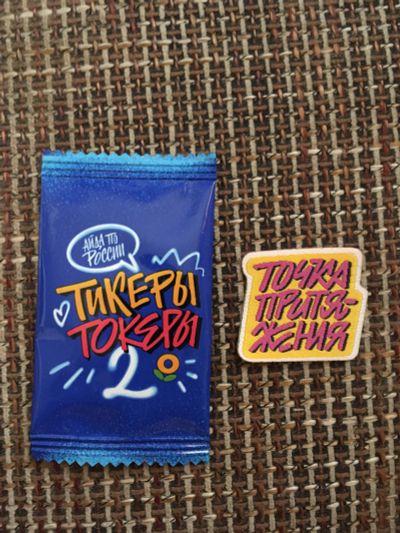 АЙДА ПО
РОССИИ
ТИКЕРЫ
ТОКЕРЫ
2
ТОЧКА
ПРИТЯ-
ЖЕНИЯ